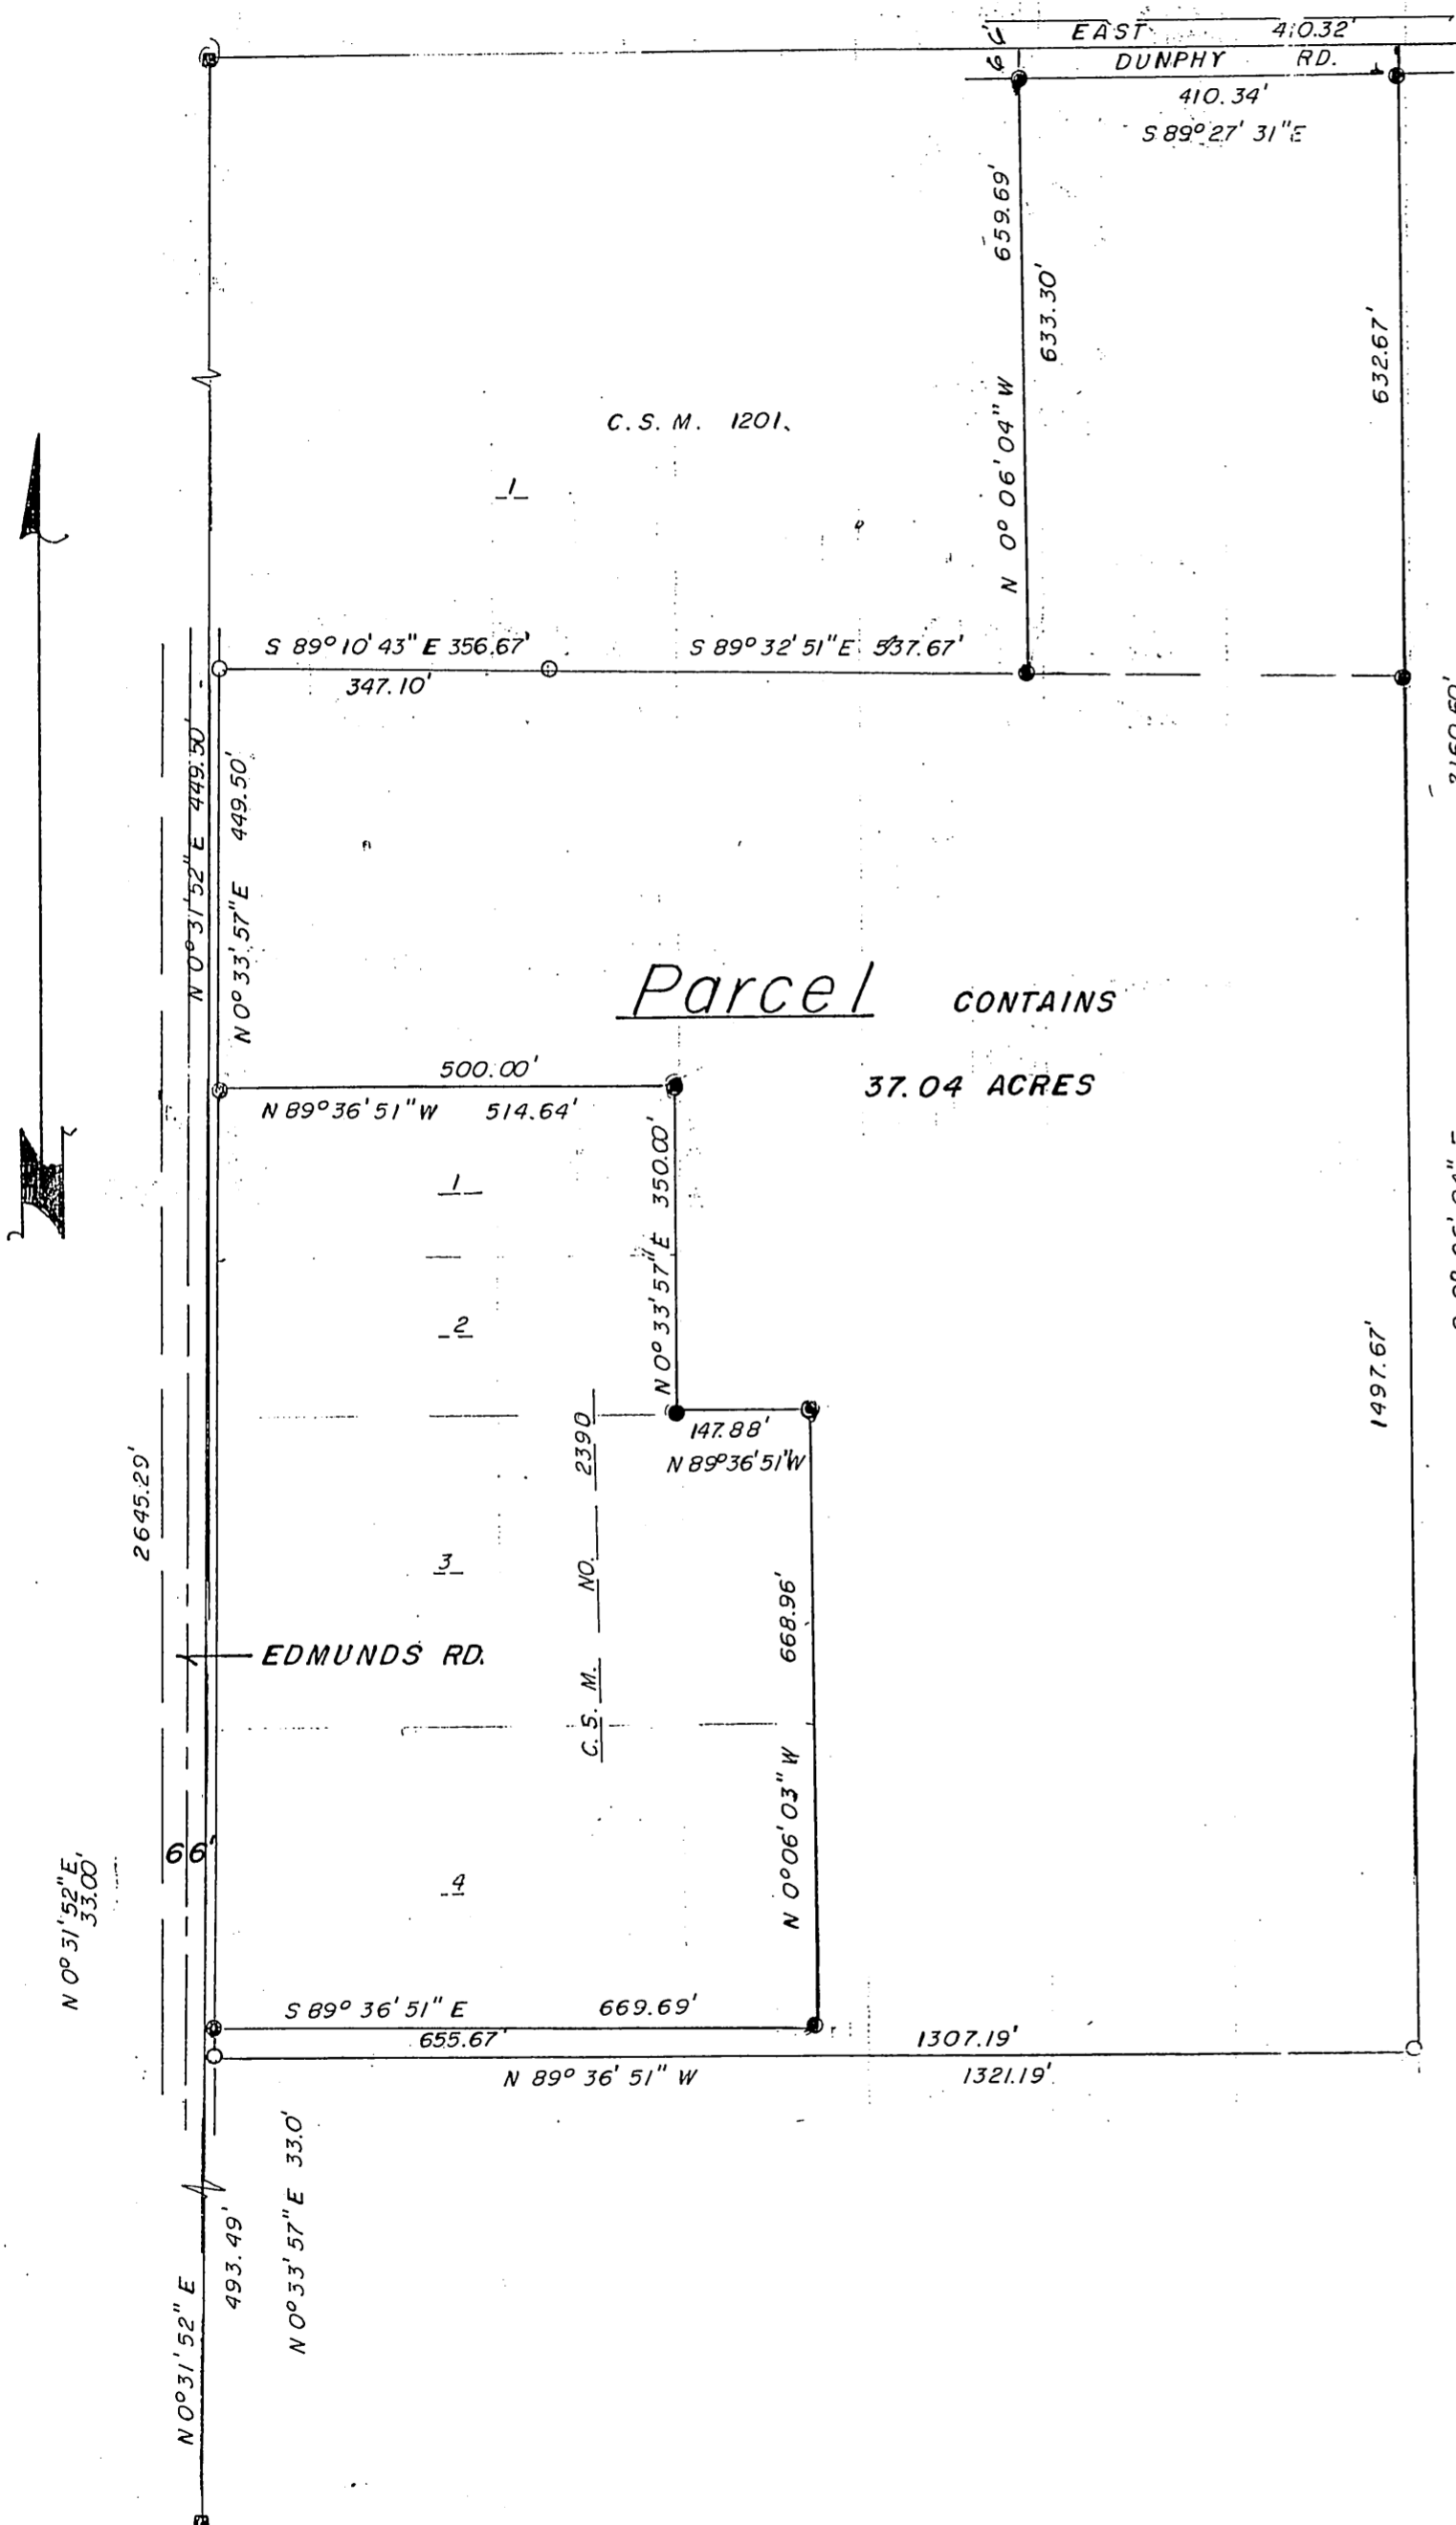 EAST 410.32'
66'
DUNPHY RD.
410.34'
S 89° 27' 31" E
659.69'
633.30'
N 0° 06' 04" W
632.67'
C. S. M. 1201.
1
S 89° 10' 43" E 356.67'
S 89° 32' 51" E 537.67'
347.10'
N 0° 31' 52" E 449.50'
N 0° 33' 57" E 449.50'
Parcel CONTAINS
37.04 ACRES
500.00'
N 89° 36' 51" W 514.64'
N 0° 33' 57" E 350.00'
1
2
147.88'
N 89° 36' 51" W
1497.67'
2645.29'
C. S. M. NO. 2390
3
668.96'
N 0° 06' 03" W
EDMUNDS RD.
66'
4
N 0° 31' 52" E
33.00'
S 89° 36' 51" E 669.69'
655.67'
1307.19'
N 89° 36' 51" W
1321.19'
N 0° 33' 57" E 33.0'
493.49'
N 0° 31' 52" E